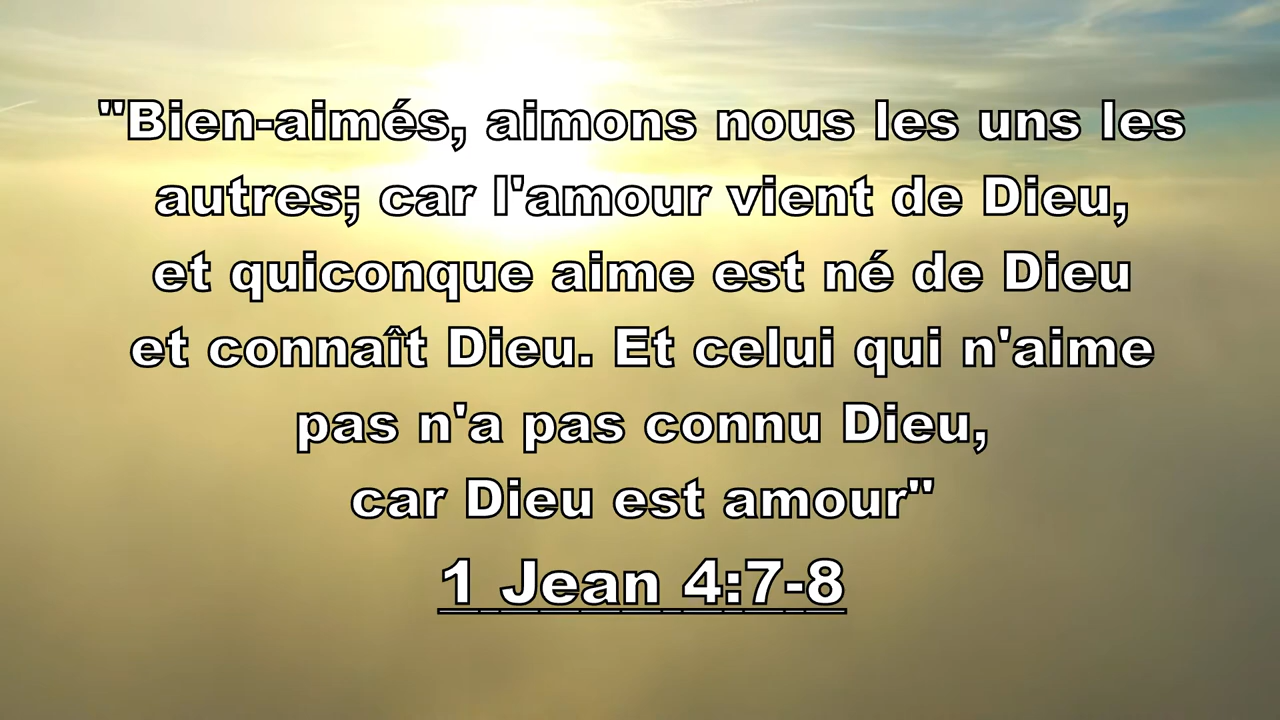 "Bien-aimés, aimons nous les uns les
autres; car l'amour vient de Dieu,
et quiconque aime est né de Dieu
et connaît Dieu. Et celui qui n'aime
pas n'a pas connu Dieu,
car Dieu est amour"
1 Jean 4:7-8